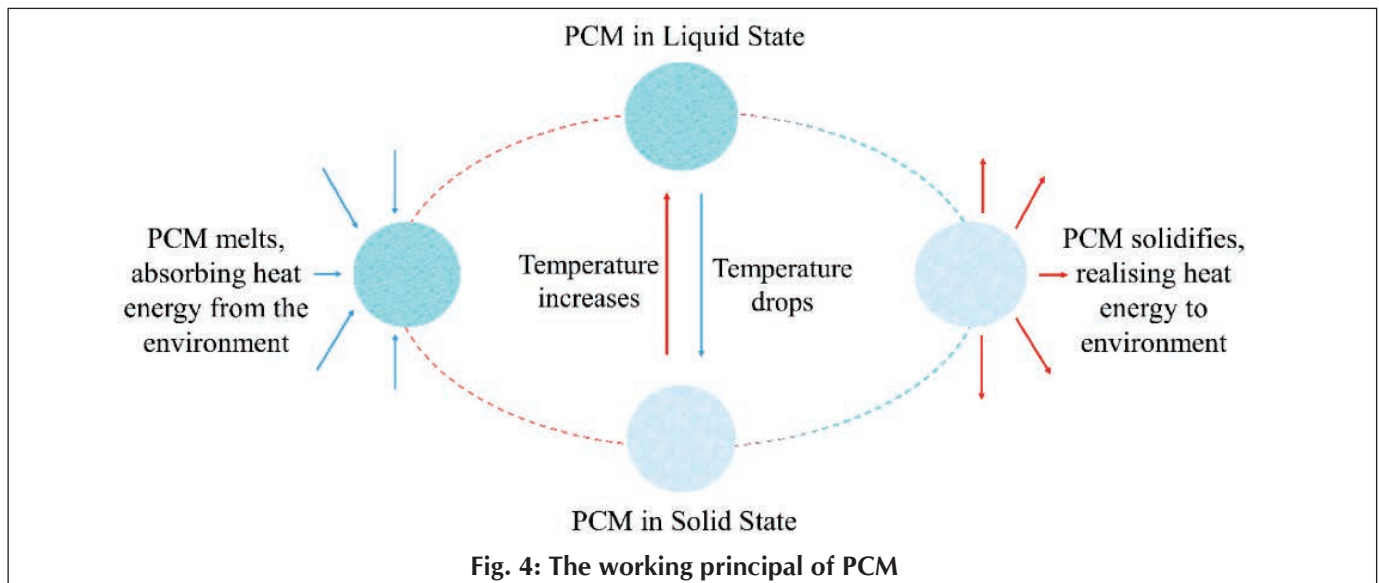 PCM in Liquid State
PCM melts,
absorbing heat
energy from the
environment
Temperature
increases
Temperature
drops
PCM solidifies,
realising heat
energy to
environment
PCM in Solid State
Fig. 4: The working principal of PCM